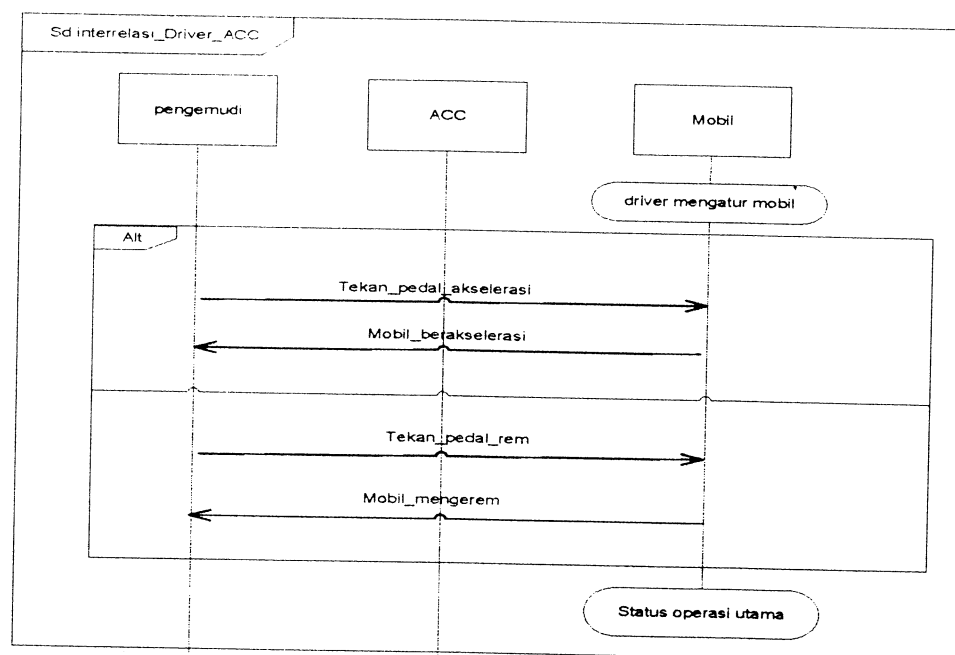 Sd interrelasi_Driver_ACC
pengemudi
ACC
Mobil
driver mengatur mobil
Alt
Tekan_pedal_akselerasi
Mobil_berakselerasi
Tekan_pedal_rem
Mobil_mengerem
Status operasi utama